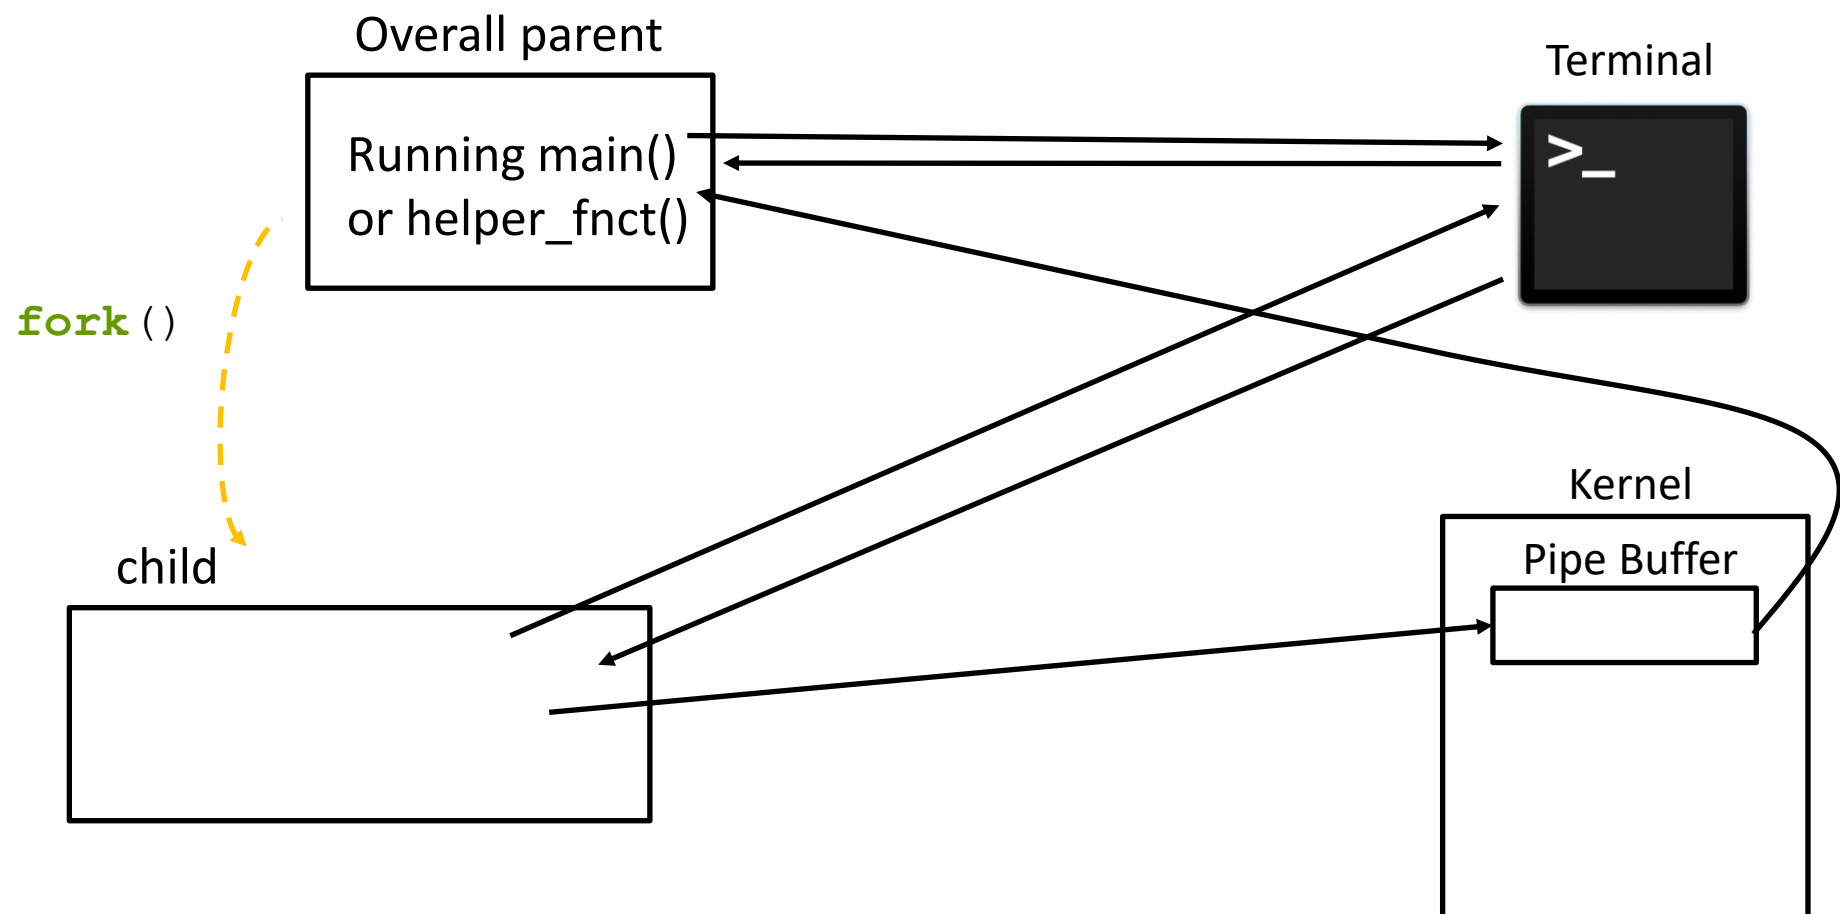 Overall parent
Terminal
>_
Running main()
or helper_fnct()
fork()
Kernel
child
Pipe Buffer